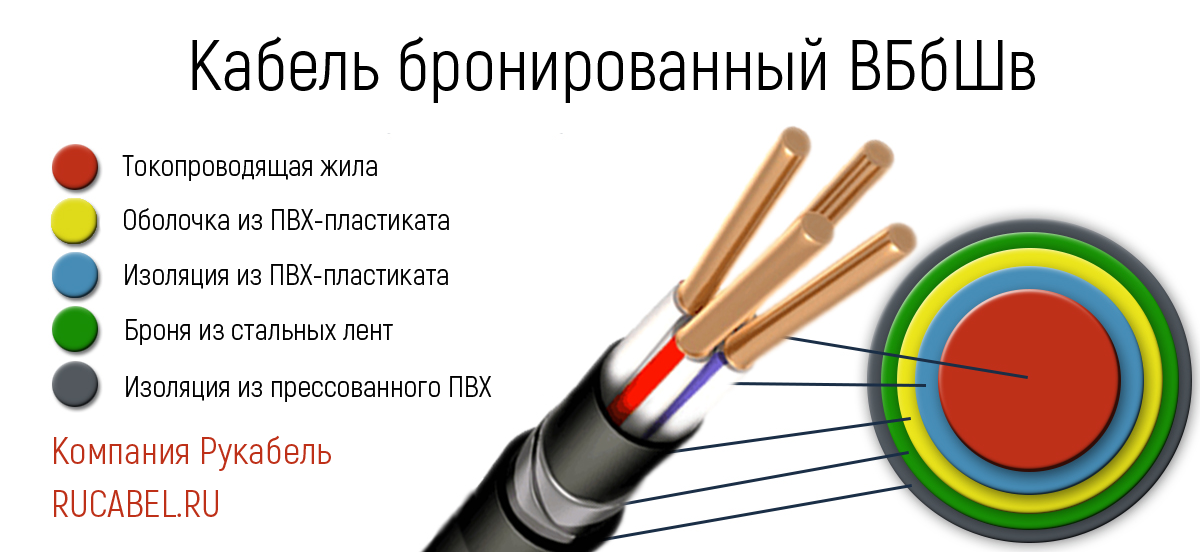 Кабель бронированный ВБбШв
Токопроводящая жила
Оболочка из ПВХ-пластиката
Изоляция из ПВХ-пластиката
Броня из стальных лент
Изоляция из прессованного ПВХ
Компания Рукабель
RUCABEL.RU